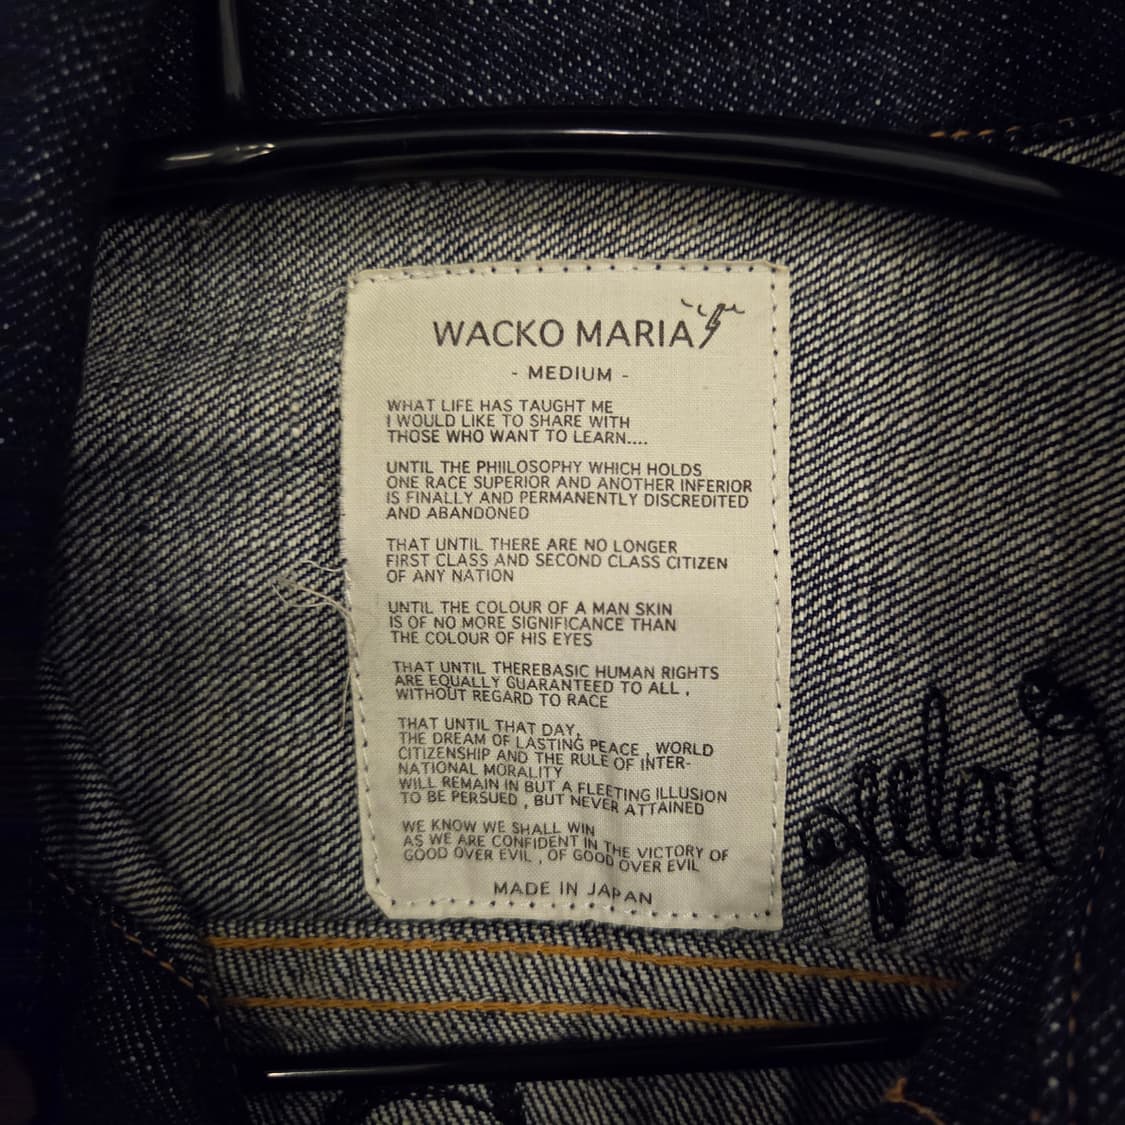 WACKO MARIA
- MEDIUM -
WHAT LIFE HAS TAUGHT ME
I WOULD LIKE TO SHARE WITH
THOSE WHO WANT TO LEARN....
UNTIL THE PHIILOSOPHY WHICH HOLDS
ONE RACE SUPERIOR AND ANOTHER INFERIOR
IS FINALLY AND PERMANENTLY DISCREDITED
AND ABANDONED
THAT UNTIL THERE ARE NO LONGER
FIRST CLASS AND SECOND CLASS CITIZEN
OF ANY NATION
UNTIL THE COLOUR OF A MAN SKIN
IS OF NO MORE SIGNIFICANCE THAN
THE COLOUR OF HIS EYES
THAT UNTIL THEREBASIC HUMAN RIGHTS
ARE EQUALLY GUARANTEED TO ALL ,
WITHOUT REGARD TO RACE
THAT UNTIL THAT DAY,
THE DREAM OF LASTING PEACE , WORLD
CITIZENSHIP AND THE RULE OF INTER-
NATIONAL MORALITY
WILL REMAIN IN BUT A FLEETING ILLUSION
TO BE PERSUED , BUT NEVER ATTAINED
WE KNOW WE SHALL WIN
AS WE ARE CONFIDENT IN THE VICTORY OF
GOOD OVER EVIL , OF GOOD OVER EVIL
MADE IN JAPAN